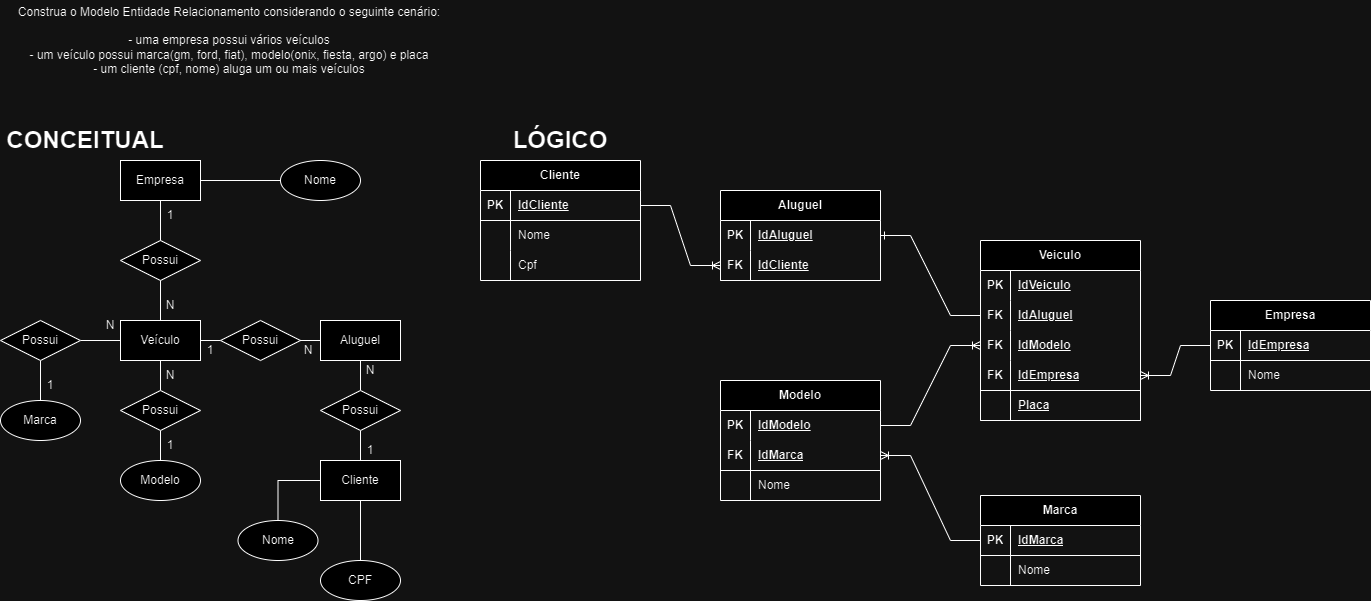 Construa o Modelo Entidade Relacionamento considerando o seguinte cenário:
- uma empresa possui vários veículos
- um veículo possui marca(gm, ford, fiat), modelo(onix, fiesta, argo) e placa
- um cliente (cpf, nome) aluga um ou mais veículos
CONCEITUAL
Empresa
Nome
1
Possui
N
Possui
N
Veículo
1
Possui
N
Aluguel
1
Marca
N
Possui
1
Modelo
N
Possui
1
Cliente
Nome
CPF
LÓGICO
Cliente
PK IdCliente
Nome
Cpf
Aluguel
PK IdAluguel
FK IdCliente
Veiculo
PK IdVeiculo
FK IdAluguel
FK IdModelo
FK IdEmpresa
Placa
Empresa
PK IdEmpresa
Nome
Modelo
PK IdModelo
FK IdMarca
Nome
Marca
PK IdMarca
Nome